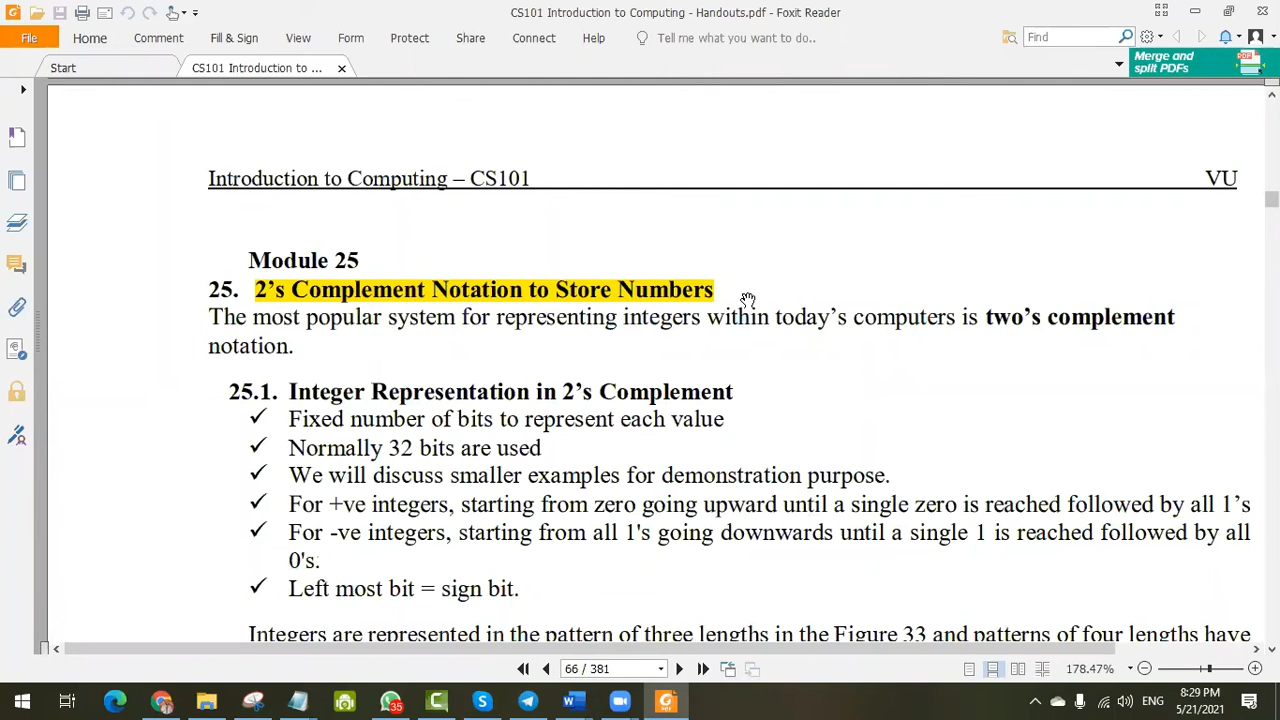 CS101 Introduction to Computing - Handouts.pdf - Foxit Reader
File Home Comment Fill & Sign View Form Protect Share Connect Help Tell me what you want to do.. Find
Start CS101 Introduction to ... Merge and
split PDFs
Introduction to Computing – CS101 VU
Module 25
25. 2’s Complement Notation to Store Numbers
The most popular system for representing integers within today’s computers is two’s complement
notation.
25.1. Integer Representation in 2’s Complement
✓ Fixed number of bits to represent each value
✓ Normally 32 bits are used
✓ We will discuss smaller examples for demonstration purpose.
✓ For +ve integers, starting from zero going upward until a single zero is reached followed by all 1’s
✓ For -ve integers, starting from all 1's going downwards until a single 1 is reached followed by all
0's.
✓ Left most bit = sign bit.
Integers are represented in the pattern of three lengths in the Figure 33 and patterns of four lengths have
66 / 381 178.47%
35 ENG 8:29 PM
5/21/2021